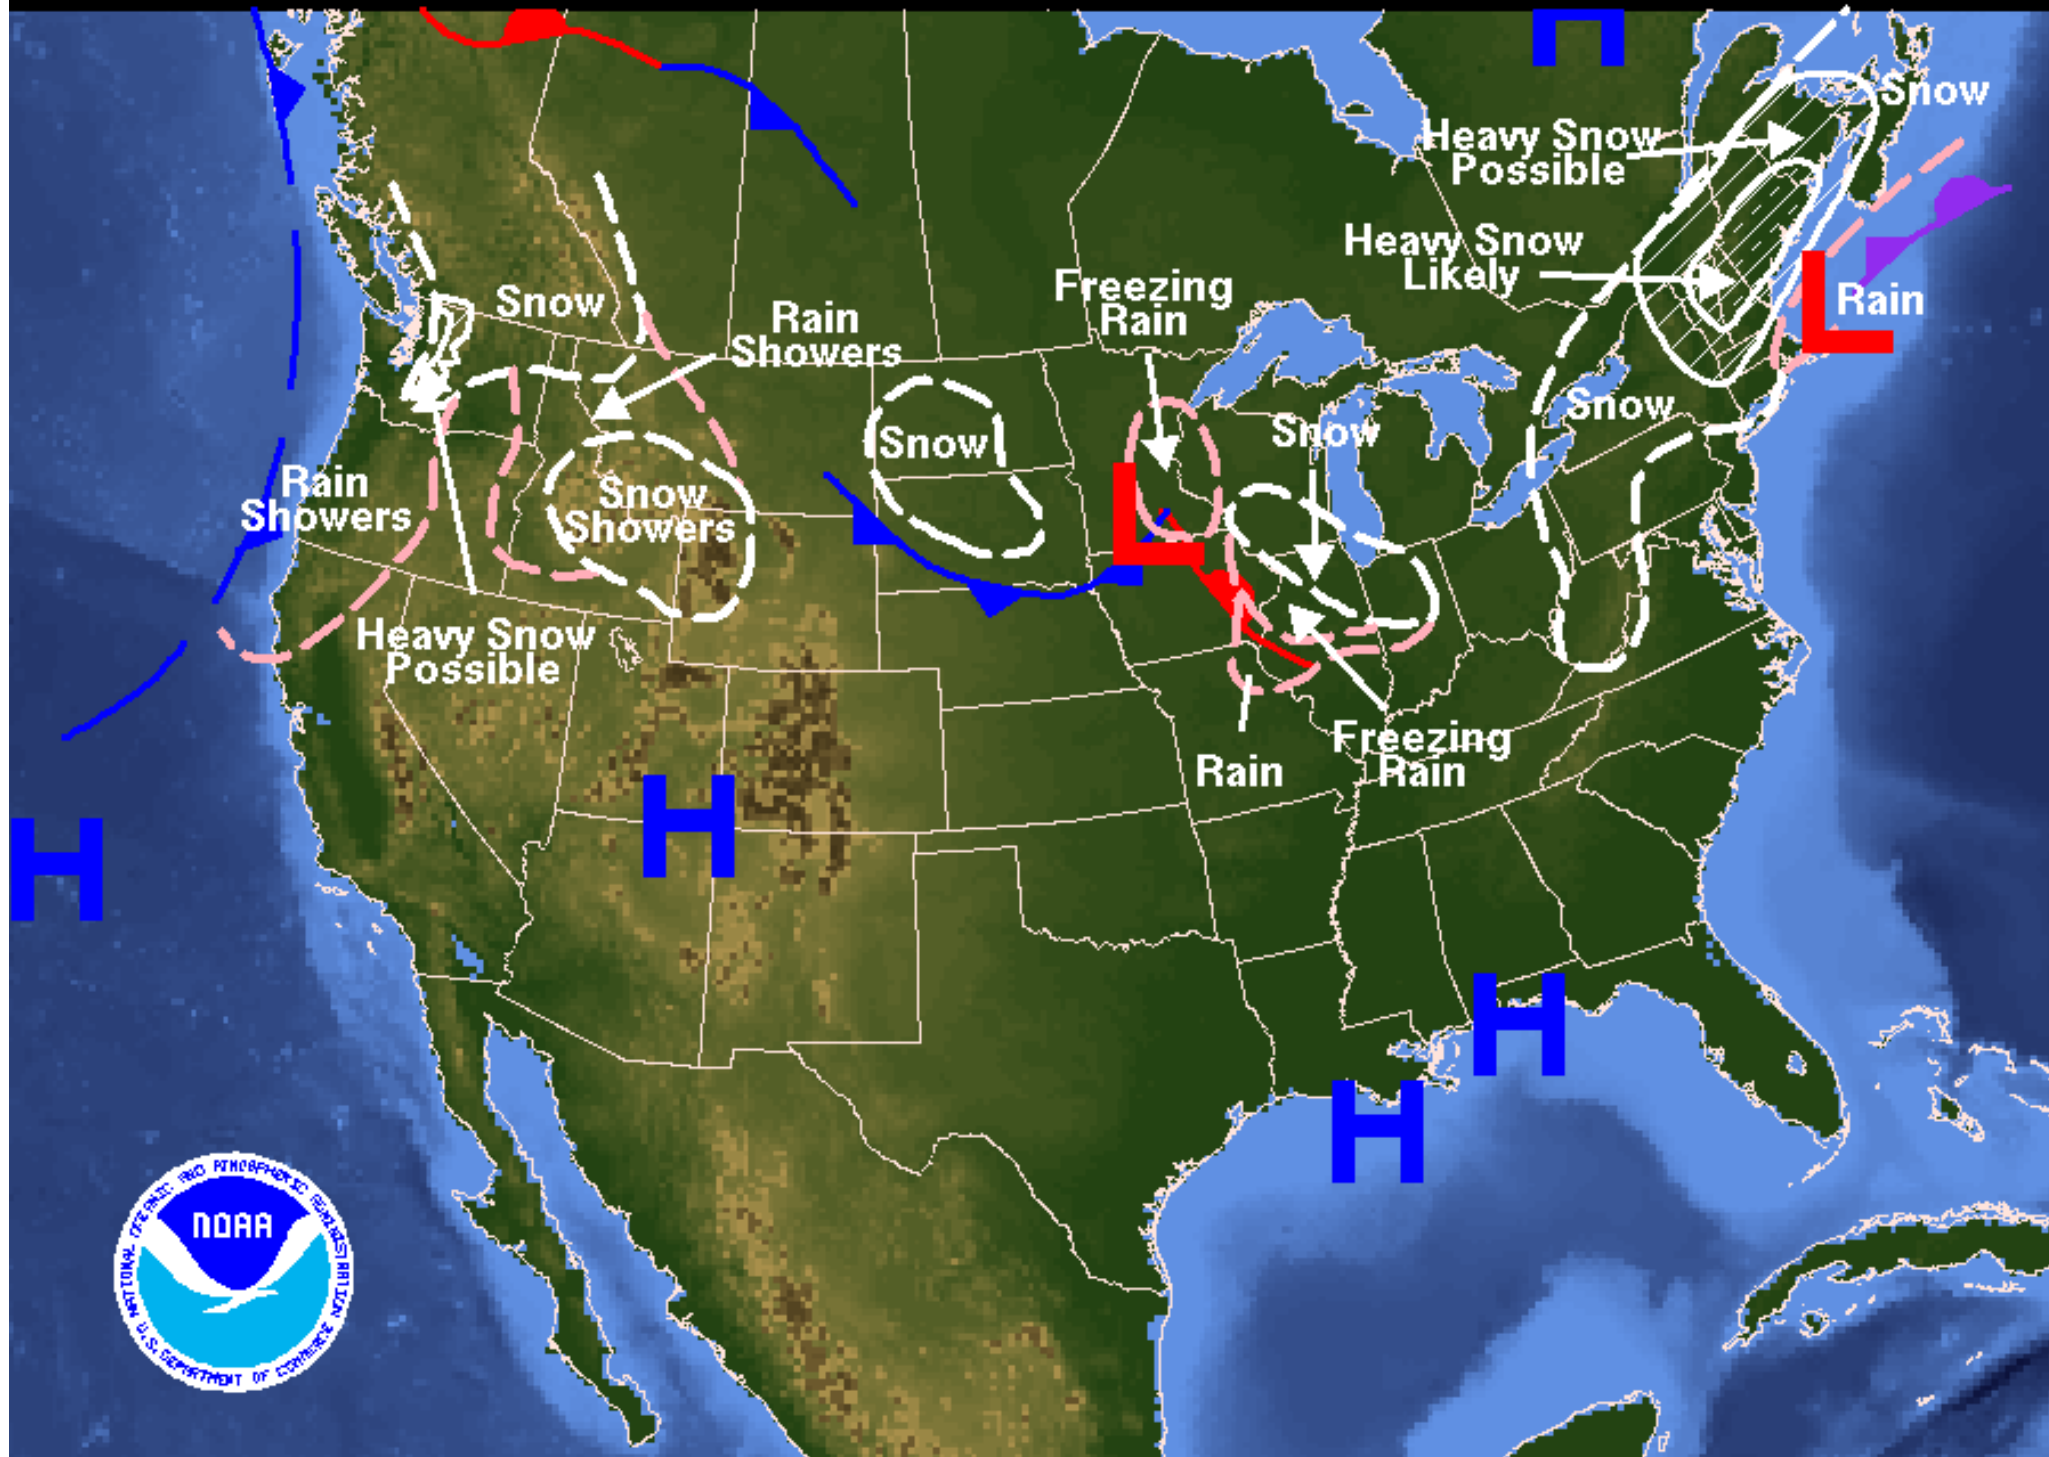 H
Snow
Heavy Snow
Possible
Heavy Snow
Likely
Freezing
Rain
Snow
Rain
Showers
L
Rain
Snow
Snow
Snow
Rain
Showers
Snow
Showers
L
Heavy Snow
Possible
Freezing
Rain
Rain
H
H
H
H
NATIONAL OCEANIC AND ATMOSPHERIC ADMINISTRATION
NOAA
U.S. DEPARTMENT OF COMMERCE